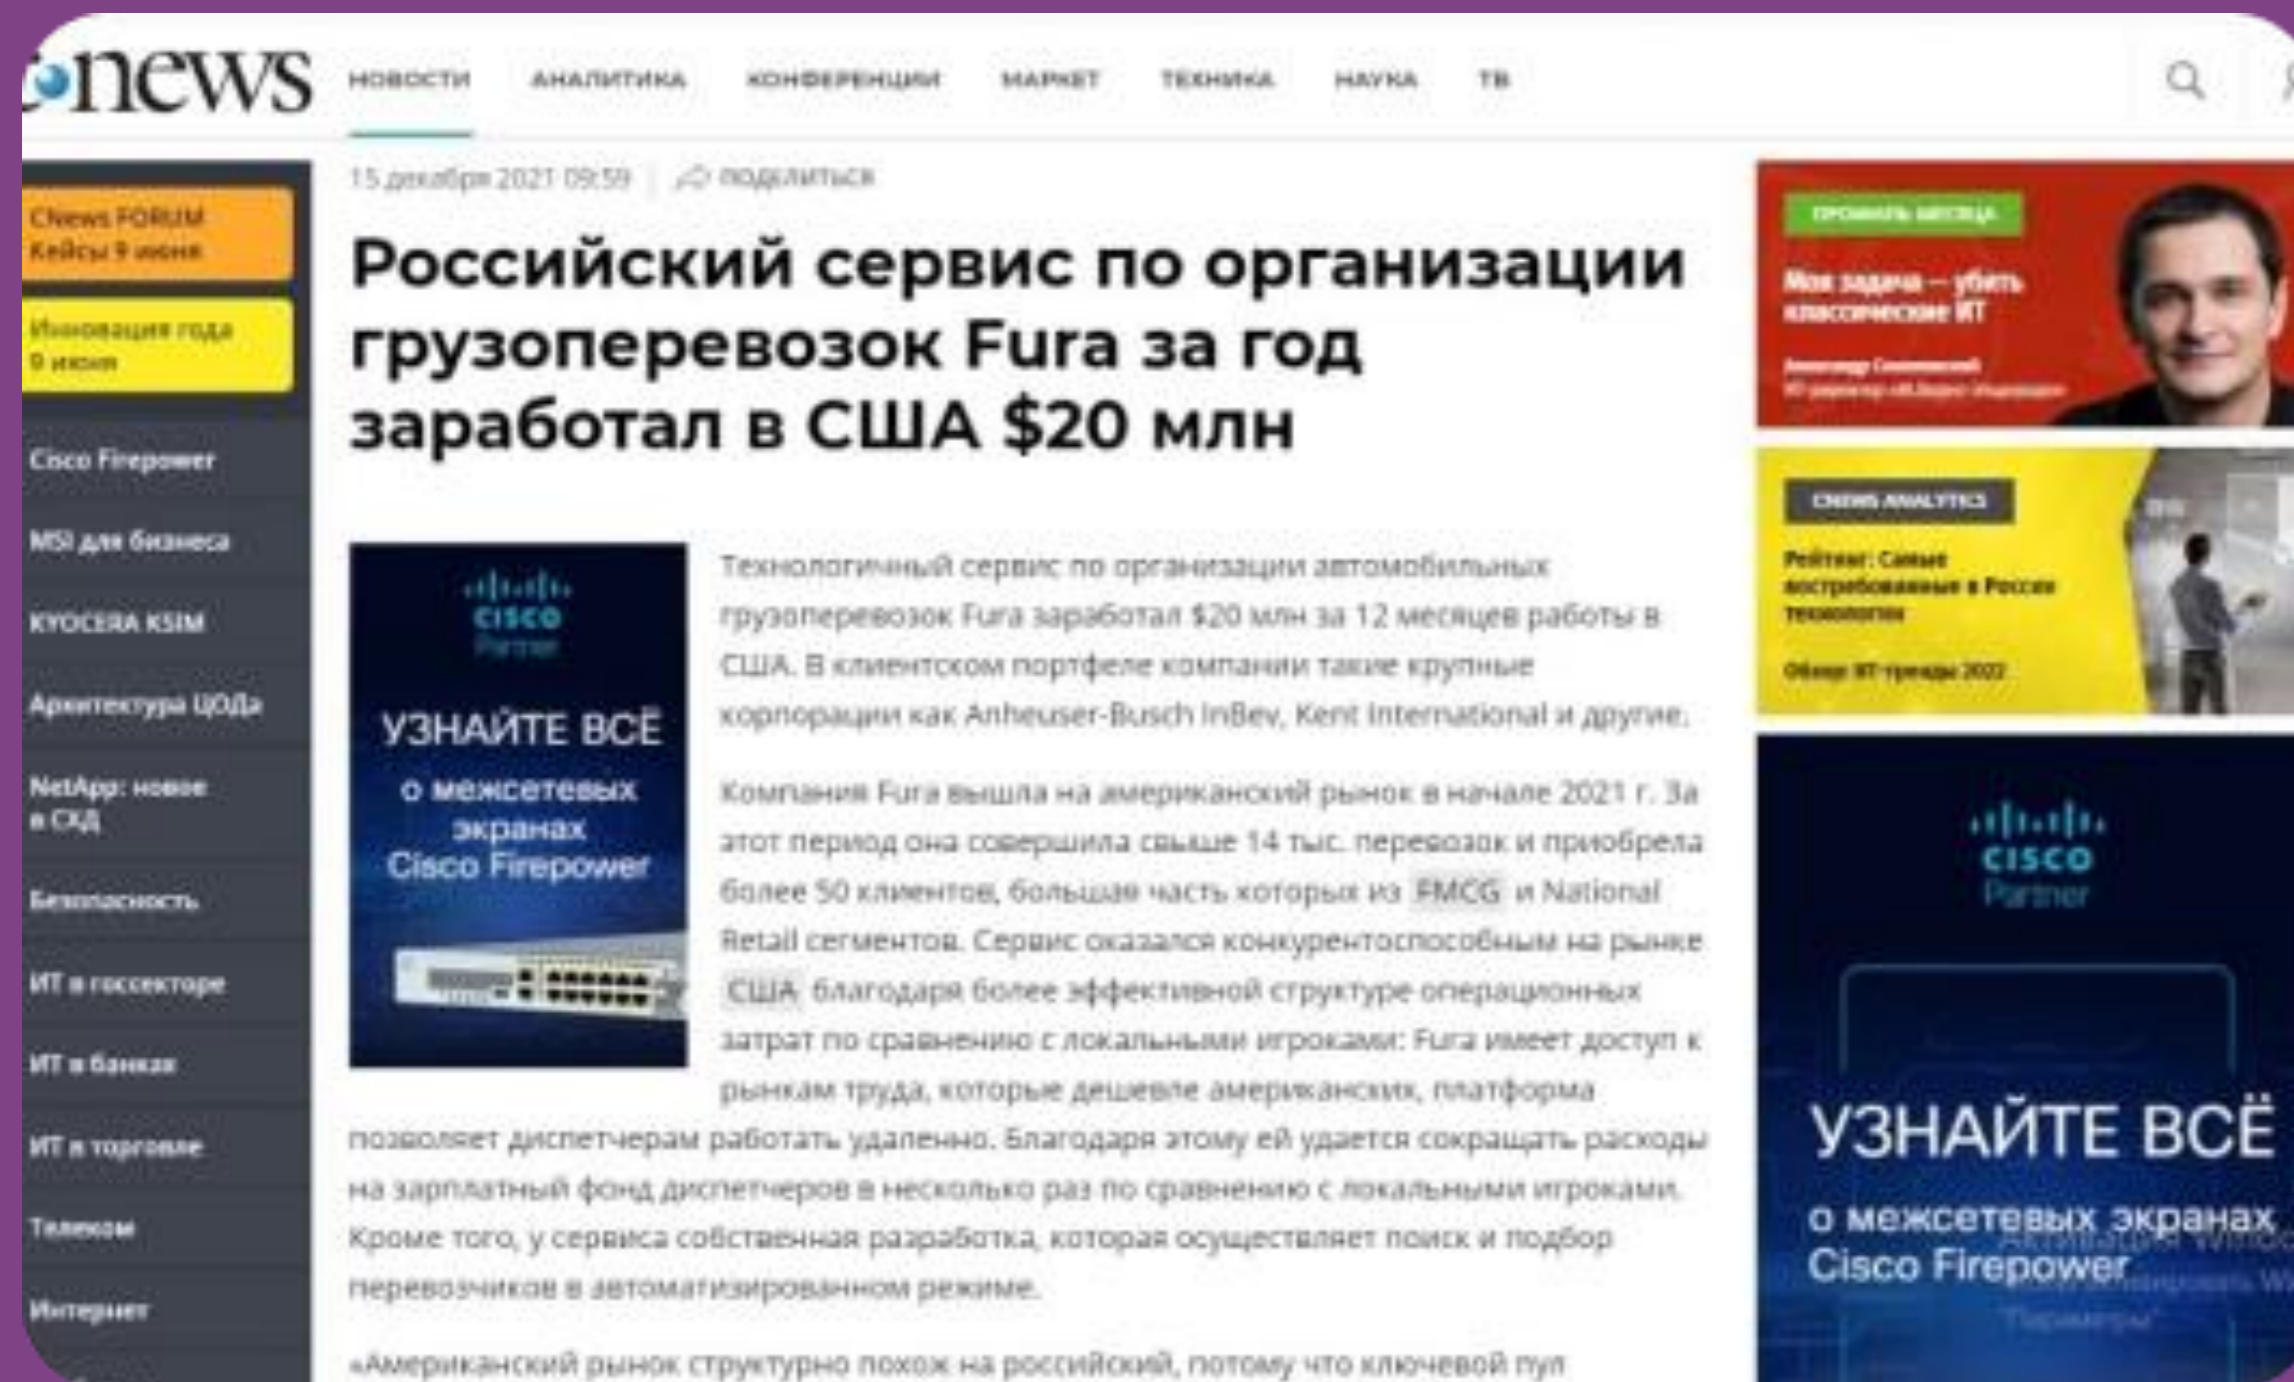 cnews
НОВОСТИ
АНАЛИТИКА
КОНФЕРЕНЦИИ
МАРКЕТ
ТЕХНИКА
НАУКА
ТВ
CNews FORUM
Кейсы 9 июня
Инновация года
9 июня
Cisco Firepower
MSI для бизнеса
KYOCERA KSIM
Архитектура ЦОДа
NetApp: новое
в СХД
Безопасность
ИТ в госсекторе
ИТ в банках
ИТ в торговле
Телеком
Интернет
15 декабря 2021 09:59
ПОДЕЛИТЬСЯ
Российский сервис по организации
грузоперевозок Fura за год
заработал в США $20 млн
CISCO
Partner
УЗНАЙТЕ ВСЁ
о межсетевых
экранах
Cisco Firepower
Технологичный сервис по организации автомобильных
грузоперевозок Fura заработал $20 млн за 12 месяцев работы в
США. В клиентском портфеле компании такие крупные
корпорации как Anheuser-Busch InBev, Kent International и другие.
Компания Fura вышла на американский рынок в начале 2021 г. За
этот период она совершила свыше 14 тыс. перевозок и приобрела
более 50 клиентов, большая часть которых из FMCG и National
Retail сегментов. Сервис оказался конкурентоспособным на рынке
США благодаря более эффективной структуре операционных
затрат по сравнению с локальными игроками: Fura имеет доступ к
рынкам труда, которые дешевле американских, платформа
позволяет диспетчерам работать удаленно. Благодаря этому ей удается сокращать расходы
на зарплатный фонд диспетчеров в несколько раз по сравнению с локальными игроками.
Кроме того, у сервиса собственная разработка, которая осуществляет поиск и подбор
перевозчиков в автоматизированном режиме.
«Американский рынок структурно похож на российский, потому что ключевой пул
ПРОФИЛЬ МЕСЯЦА
Моя задача — убить
классические ИТ
CNEWS ANALYTICS
Рейтинг: Самые
востребованные в России
технологии
Обзор: ИТ-тренды 2022
CISCO
Partner
УЗНАЙТЕ ВСЁ
о межсетевых экранах
Cisco Firepower
"Параметры"